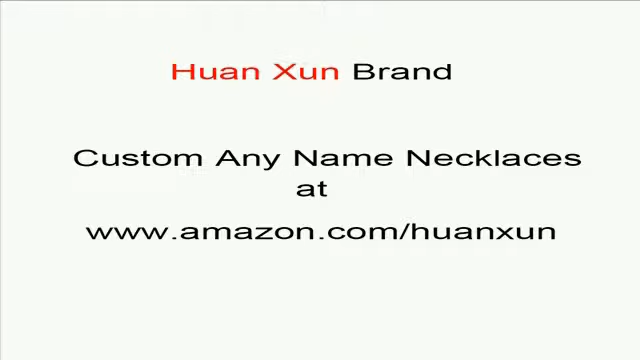 Huan Xun Brand
Custom Any Name Necklaces
at
www.amazon.com/huanxun